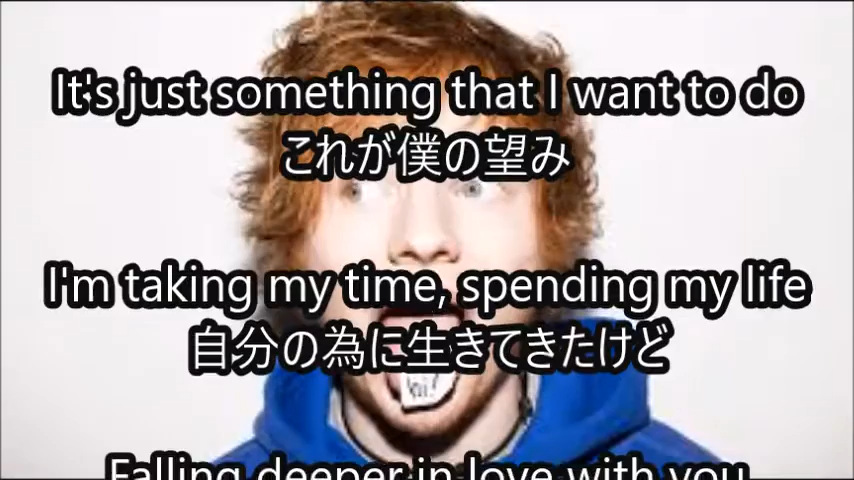 It's just something that I want to do
これが僕の望み
I'm taking my time, spending my life
自分の為に生きてきたけど
hi!
Falling deeper in love with you